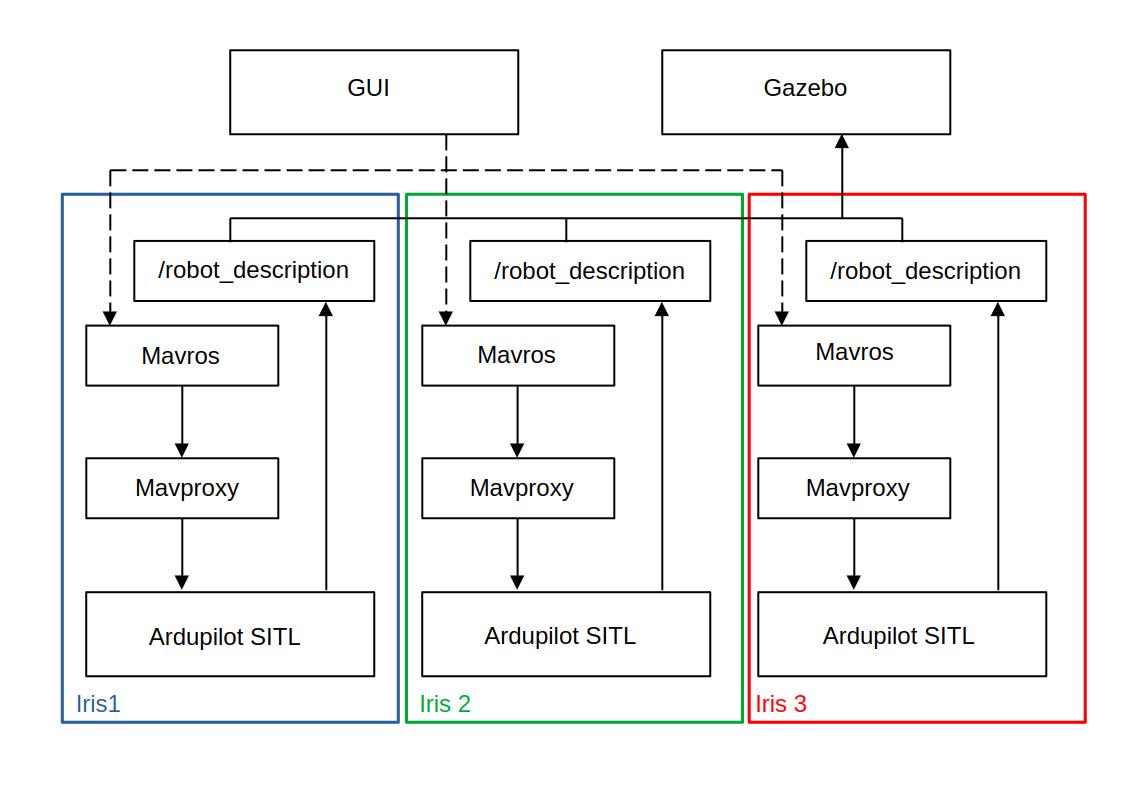 GUI
Gazebo
/robot_description
/robot_description
/robot_description
Mavros
Mavros
Mavros
Mavproxy
Mavproxy
Mavproxy
Ardupilot SITL
Ardupilot SITL
Ardupilot SITL
Iris1
Iris 2
Iris 3